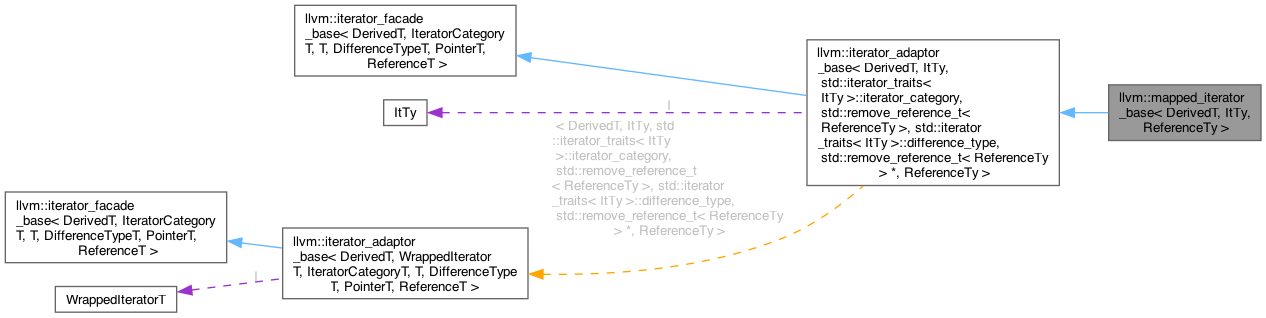 llvm::iterator_facade
_base< DerivedT, IteratorCategory
T, T, DifferenceTypeT, PointerT,
ReferenceT >
ItTy
I
< DerivedT, ItTy, std
::iterator_traits< ItTy
>::iterator_category,
std::remove_reference_t
< ReferenceTy >, std::iterator
_traits< ItTy >::difference_type,
std::remove_reference_t< ReferenceTy
> *, ReferenceTy >
llvm::iterator_adaptor
_base< DerivedT, ItTy,
std::iterator_traits<
ItTy >::iterator_category,
std::remove_reference_t<
ReferenceTy >, std::iterator
_traits< ItTy >::difference_type,
std::remove_reference_t< ReferenceTy
> *, ReferenceTy >
llvm::mapped_iterator
_base< DerivedT, ItTy,
ReferenceTy >
llvm::iterator_facade
_base< DerivedT, IteratorCategory
T, T, DifferenceTypeT, PointerT,
ReferenceT >
llvm::iterator_adaptor
_base< DerivedT, WrappedIterator
T, IteratorCategoryT, T, DifferenceType
T, PointerT, ReferenceT >
I
WrappedIteratorT